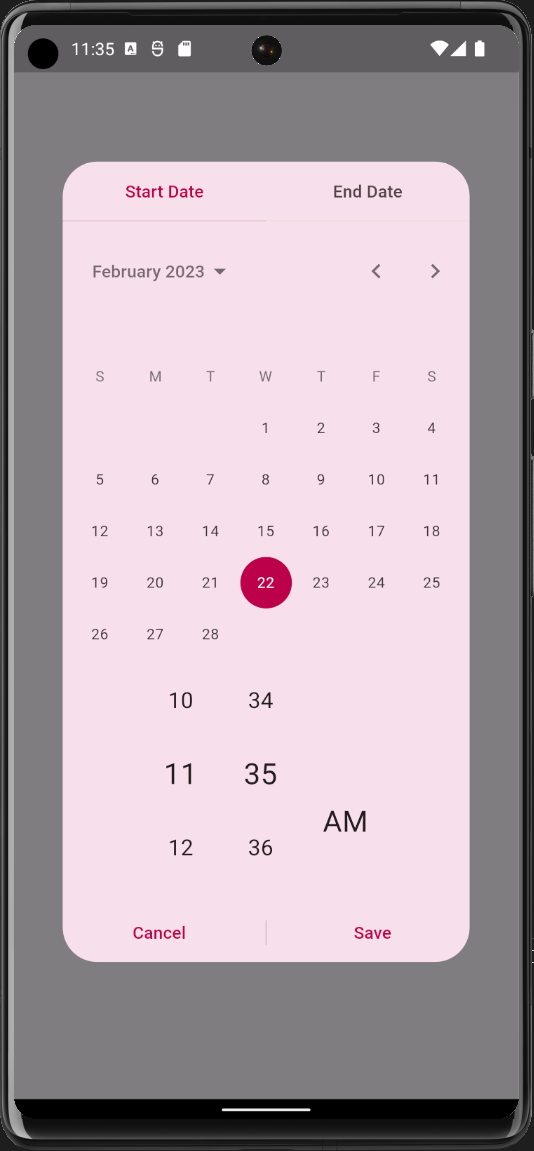 11:35
Start Date End Date
February 2023
S M T W T F S
1 2 3 4
5 6 7 8 9 10 11
12 13 14 15 16 17 18
19 20 21 22 23 24 25
26 27 28
10 34
11 35
AM
12 36
Cancel Save